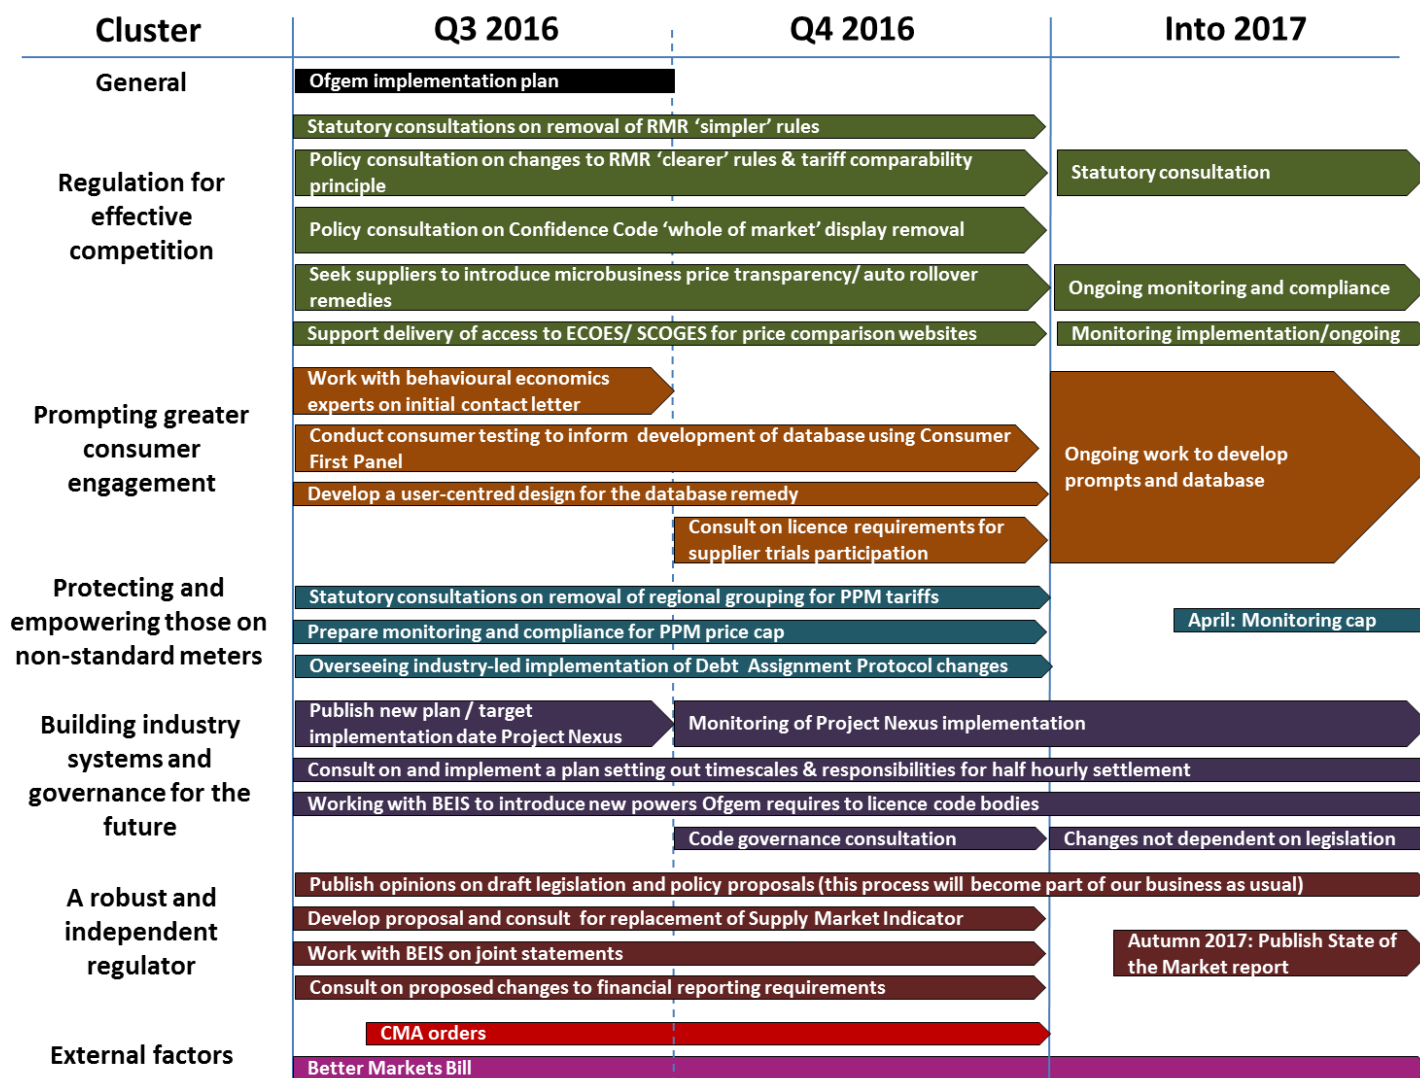 Cluster
Q3 2016
Q4 2016
Into 2017
General
Ofgem implementation plan
Regulation for
effective
competition
Statutory consultations on removal of RMR ‘simpler’ rules
Policy consultation on changes to RMR ‘clearer’ rules & tariff comparability
principle
Statutory consultation
Policy consultation on Confidence Code ‘whole of market’ display removal
Seek suppliers to introduce microbusiness price transparency/ auto rollover
remedies
Ongoing monitoring and compliance
Support delivery of access to ECOES/ SCOGES for price comparison websites
Monitoring implementation/ongoing
Prompting greater
consumer
engagement
Work with behavioural economics
experts on initial contact letter
Conduct consumer testing to inform development of database using Consumer
First Panel
Develop a user-centred design for the database remedy
Consult on licence requirements for
supplier trials participation
Ongoing work to develop
prompts and database
Protecting and
empowering those on
non-standard meters
Statutory consultations on removal of regional grouping for PPM tariffs
Prepare monitoring and compliance for PPM price cap
Overseeing industry-led implementation of Debt Assignment Protocol changes
April: Monitoring cap
Building industry
systems and
governance for the
future
Publish new plan / target
implementation date Project Nexus
Monitoring of Project Nexus implementation
Consult on and implement a plan setting out timescales & responsibilities for half hourly settlement
Working with BEIS to introduce new powers Ofgem requires to licence code bodies
Code governance consultation
Changes not dependent on legislation
A robust and
independent
regulator
Publish opinions on draft legislation and policy proposals (this process will become part of our business as usual)
Develop proposal and consult for replacement of Supply Market Indicator
Work with BEIS on joint statements
Consult on proposed changes to financial reporting requirements
Autumn 2017: Publish State of
the Market report
External factors
CMA orders
Better Markets Bill